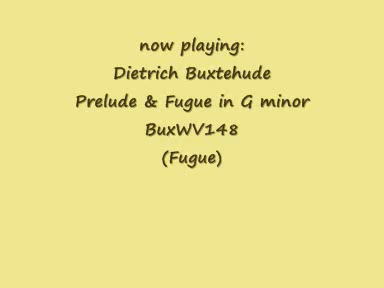 now playing:
Dietrich Buxtehude
Prelude & Fugue in G minor
BuxWV148
(Fugue)